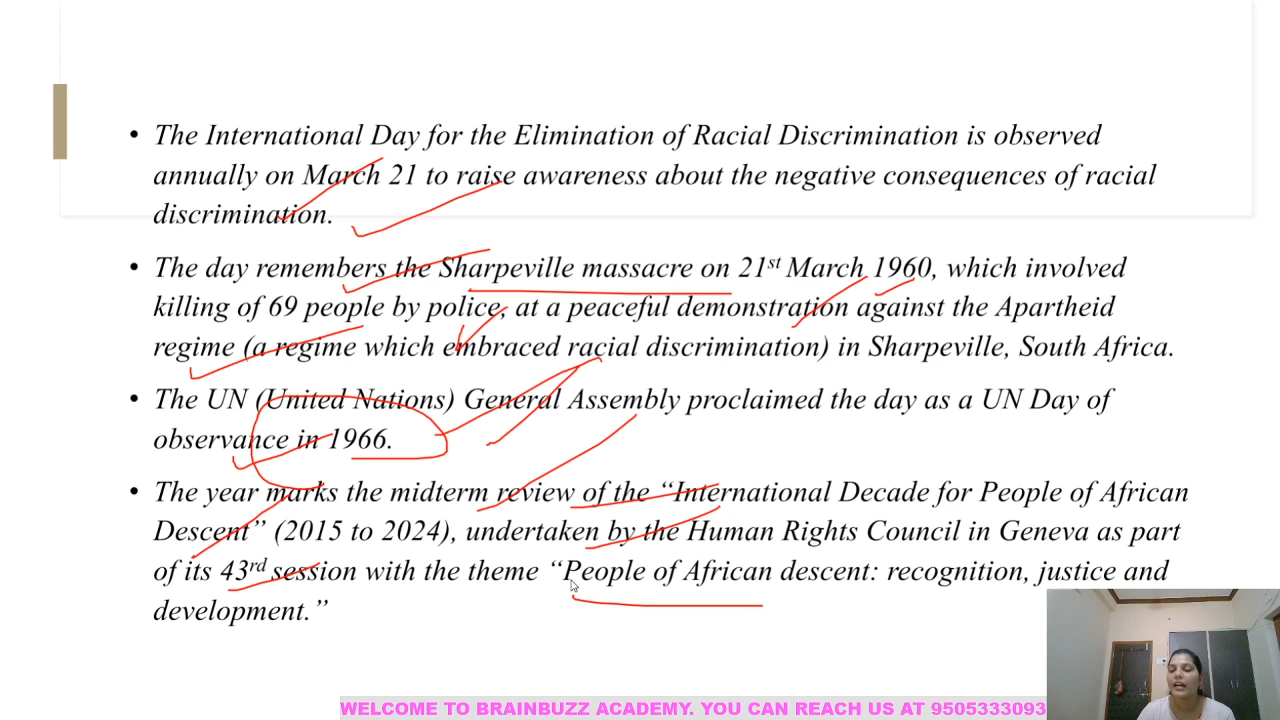 • The International Day for the Elimination of Racial Discrimination is observed
annually on March 21 to raise awareness about the negative consequences of racial
discrimination.
• The day remembers the Sharpeville massacre on 21st March 1960, which involved
killing of 69 people by police, at a peaceful demonstration against the Apartheid
regime (a regime which embraced racial discrimination) in Sharpeville, South Africa.
• The UN (United Nations) General Assembly proclaimed the day as a UN Day of
observance in 1966.
• The year marks the midterm review of the “International Decade for People of African
Descent” (2015 to 2024), undertaken by the Human Rights Council in Geneva as part
of its 43rd session with the theme “People of African descent: recognition, justice and
development.”
WELCOME TO BRAINBUZZ ACADEMY. YOU CAN REACH US AT 9505333093